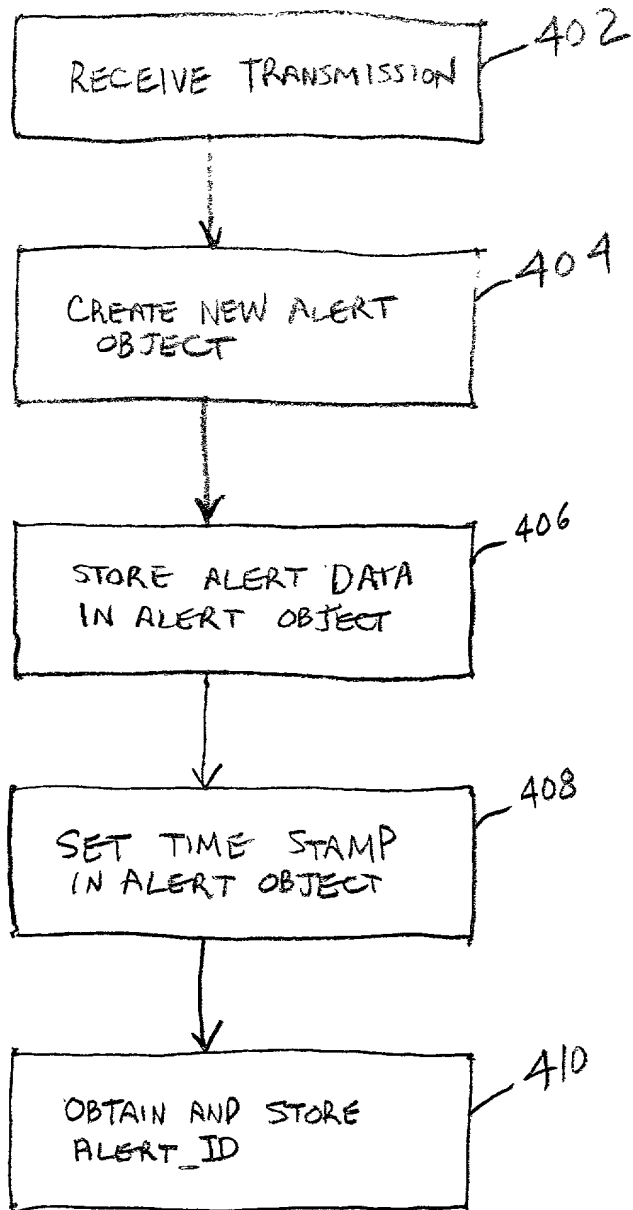 402
RECEIVE TRANSMISSION
404
CREATE NEW ALERT
OBJECT
406
STORE ALERT DATA
IN ALERT OBJECT
408
SET TIME STAMP
IN ALERT OBJECT
410
OBTAIN AND STORE
ALERT_ID